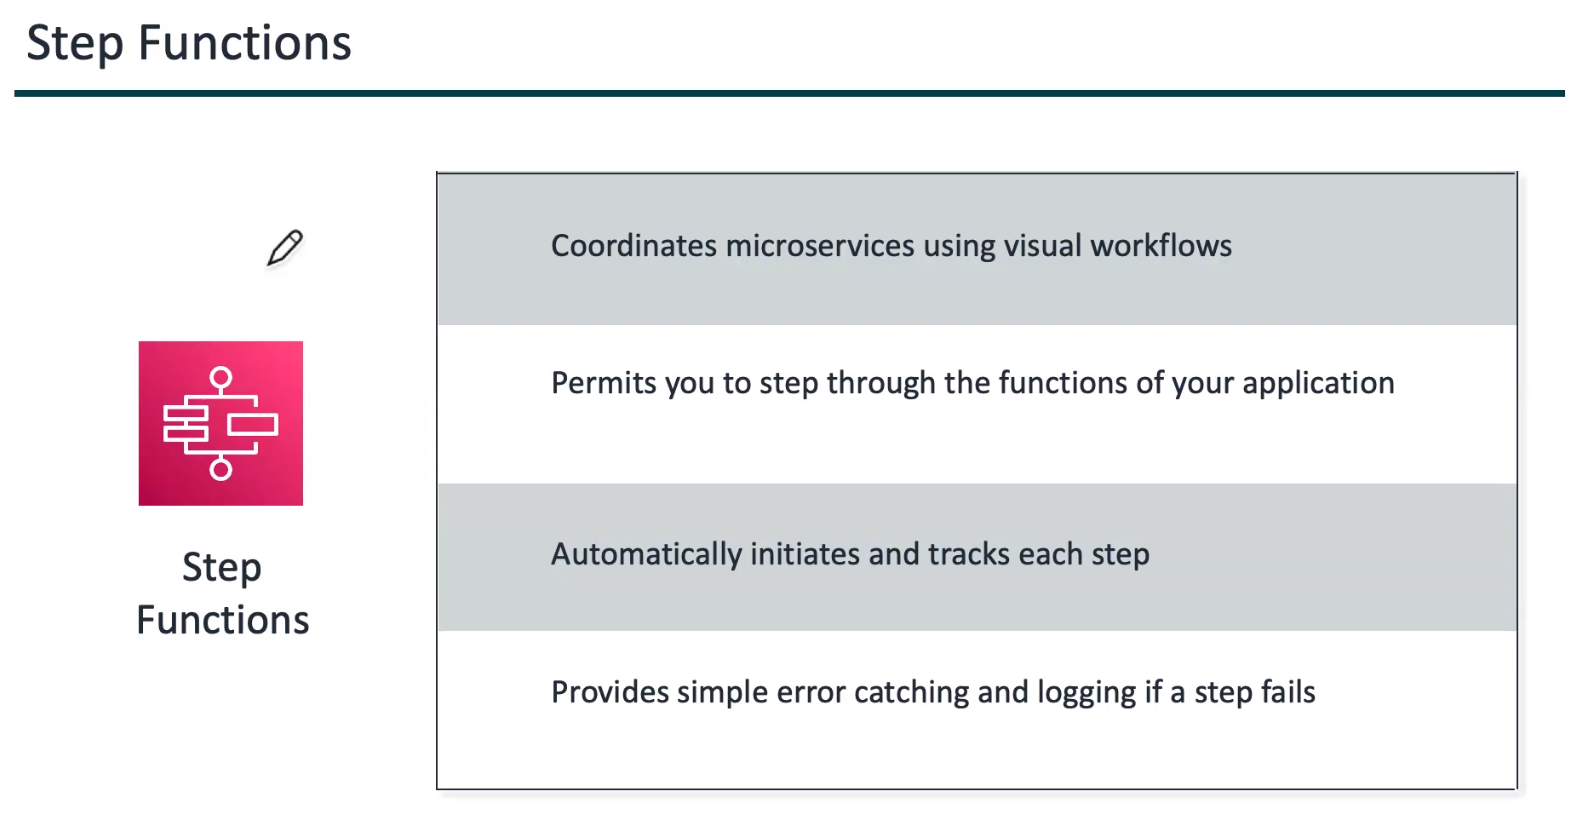 Step Functions
Coordinates microservices using visual workflows
Permits you to step through the functions of your application
Automatically initiates and tracks each step
Provides simple error catching and logging if a step fails
Step
Functions